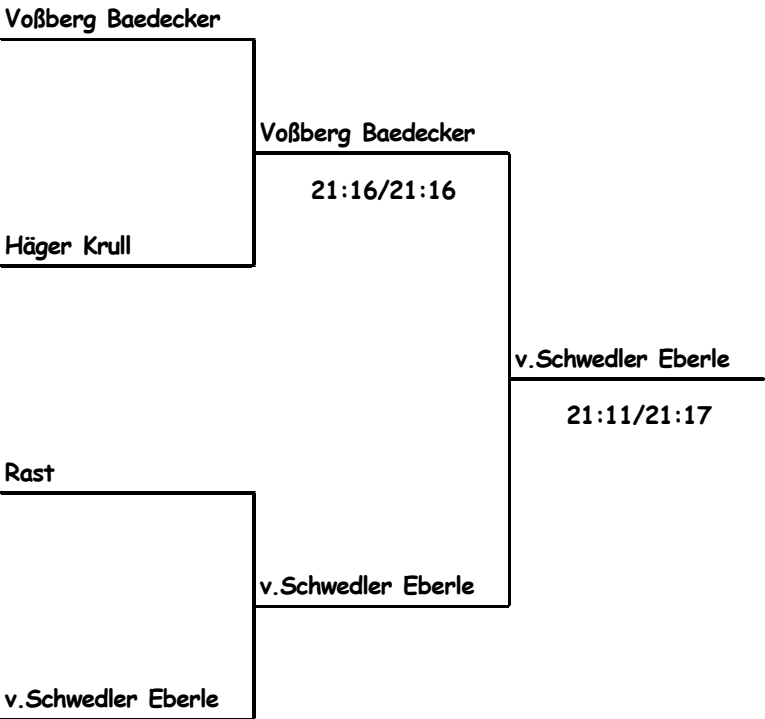 Voßberg Baedecker
Voßberg Baedecker
21:16/21:16
Häger Krull
v.Schwedler Eberle
21:11/21:17
Rast
v.Schwedler Eberle
v.Schwedler Eberle